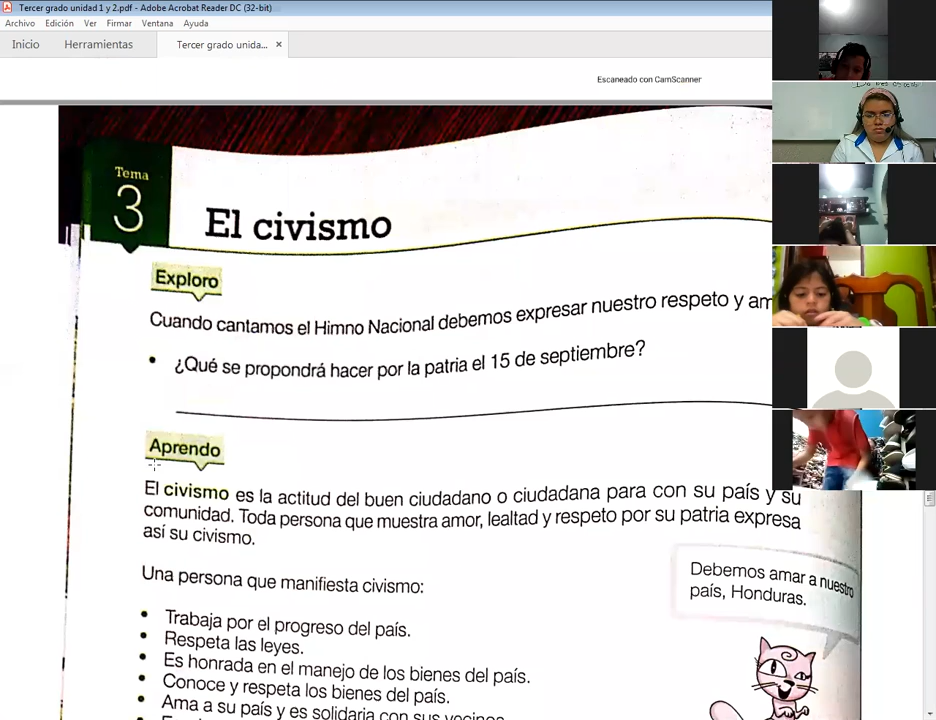 Tercer grado unidad 1 y 2.pdf - Adobe Acrobat Reader DC (32-bit)
Archivo Edición Ver Firmar Ventana Ayuda
Inicio Herramientas Tercer grado unida... ×
Escaneado con CamScanner
Tema
3
El civismo
Exploro
Cuando cantamos el Himno Nacional debemos expresar nuestro respeto y am
• ¿Qué se propondrá hacer por la patria el 15 de septiembre?
Aprendo
El civismo es la actitud del buen ciudadano o ciudadana para con su país y su
comunidad. Toda persona que muestra amor, lealtad y respeto por su patria expresa
así su civismo.
Una persona que manifiesta civismo:
• Trabaja por el progreso del país.
• Respeta las leyes.
• Es honrada en el manejo de los bienes del país.
• Conoce y respeta los bienes del país.
• Ama a su país y es solidaria con sus vecinos
Debemos amar a nuestro
país, Honduras.